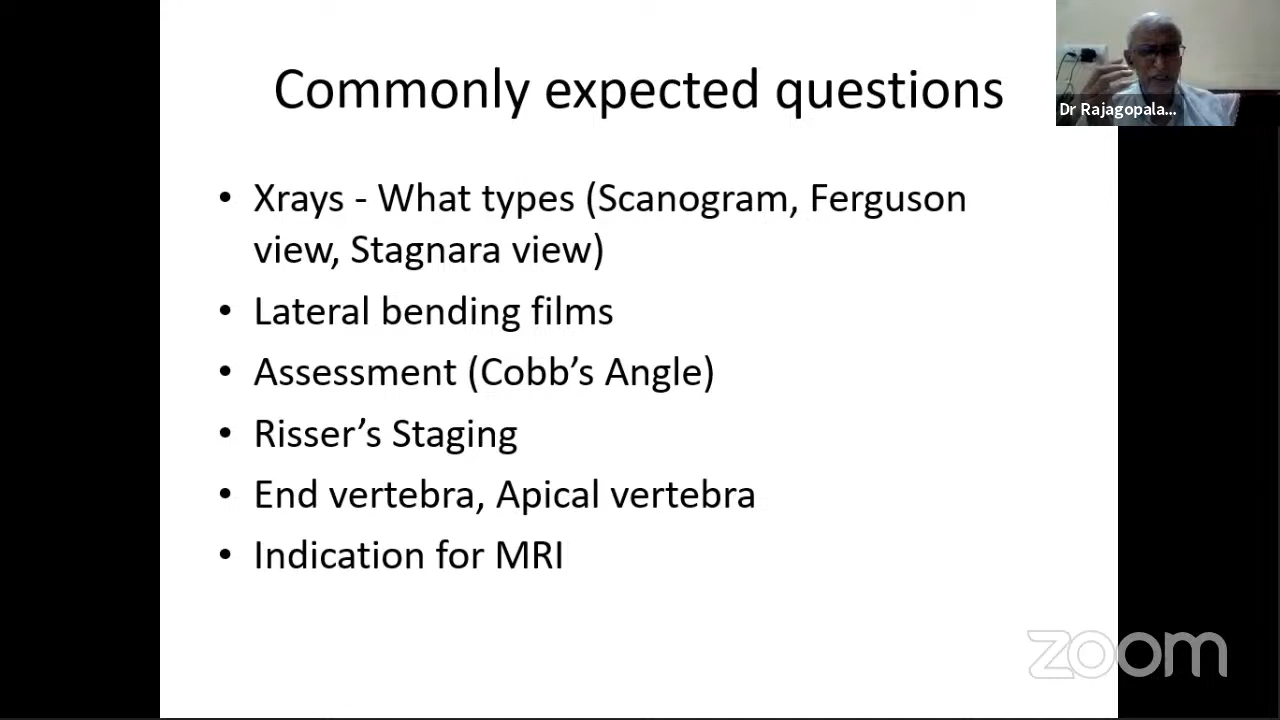 Commonly expected questions
Dr Rajagopala...
• Xrays - What types (Scanogram, Ferguson
view, Stagnara view)
• Lateral bending films
• Assessment (Cobb’s Angle)
• Risser’s Staging
• End vertebra, Apical vertebra
• Indication for MRI
zoom